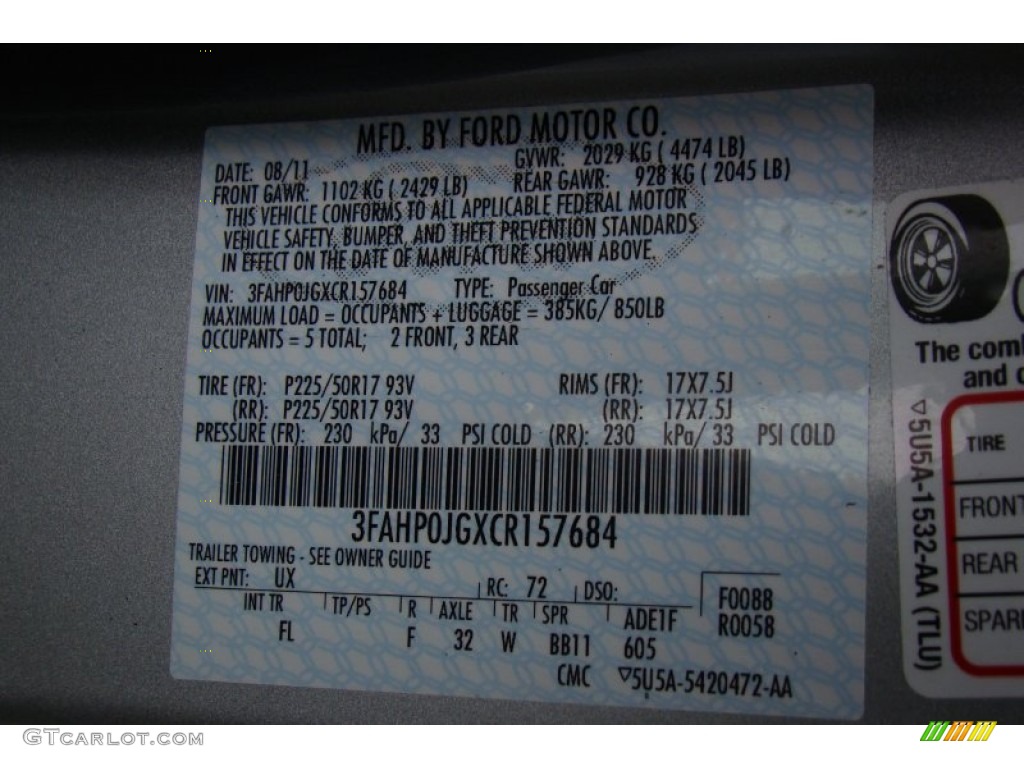 MFD. BY FORD MOTOR CO.
DATE: 08/11 GVWR: 2029 KG ( 4474 LB)
FRONT GAWR: 1102 KG ( 2429 LB) REAR GAWR: 928 KG ( 2045 LB)
THIS VEHICLE CONFORMS TO ALL APPLICABLE FEDERAL MOTOR
VEHICLE SAFETY, BUMPER, AND THEFT PREVENTION STANDARDS
IN EFFECT ON THE DATE OF MANUFACTURE SHOWN ABOVE.
VIN: 3FAHP0JGXCR157684 TYPE: Passenger Car
MAXIMUM LOAD = OCCUPANTS + LUGGAGE = 385KG/ 850LB
OCCUPANTS = 5 TOTAL; 2 FRONT, 3 REAR
TIRE (FR): P225/50R17 93V RIMS (FR): 17X7.5J
(RR): P225/50R17 93V (RR): 17X7.5J
PRESSURE (FR): 230 kPa/ 33 PSI COLD (RR): 230 kPa/ 33 PSI COLD
3FAHP0JGXCR157684
TRAILER TOWING - SEE OWNER GUIDE
EXT PNT: UX RC: 72 DSO: F0088
INT TR TP/PS R AXLE TR SPR ADE1F R0058
FL F 32 W BB11 605
CMC ▽5U5A-5420472-AA
The comb
and c
▽5U5A-1532-AA (TLU)
TIRE
FRONT
REAR
SPAR
GTCarLot.com